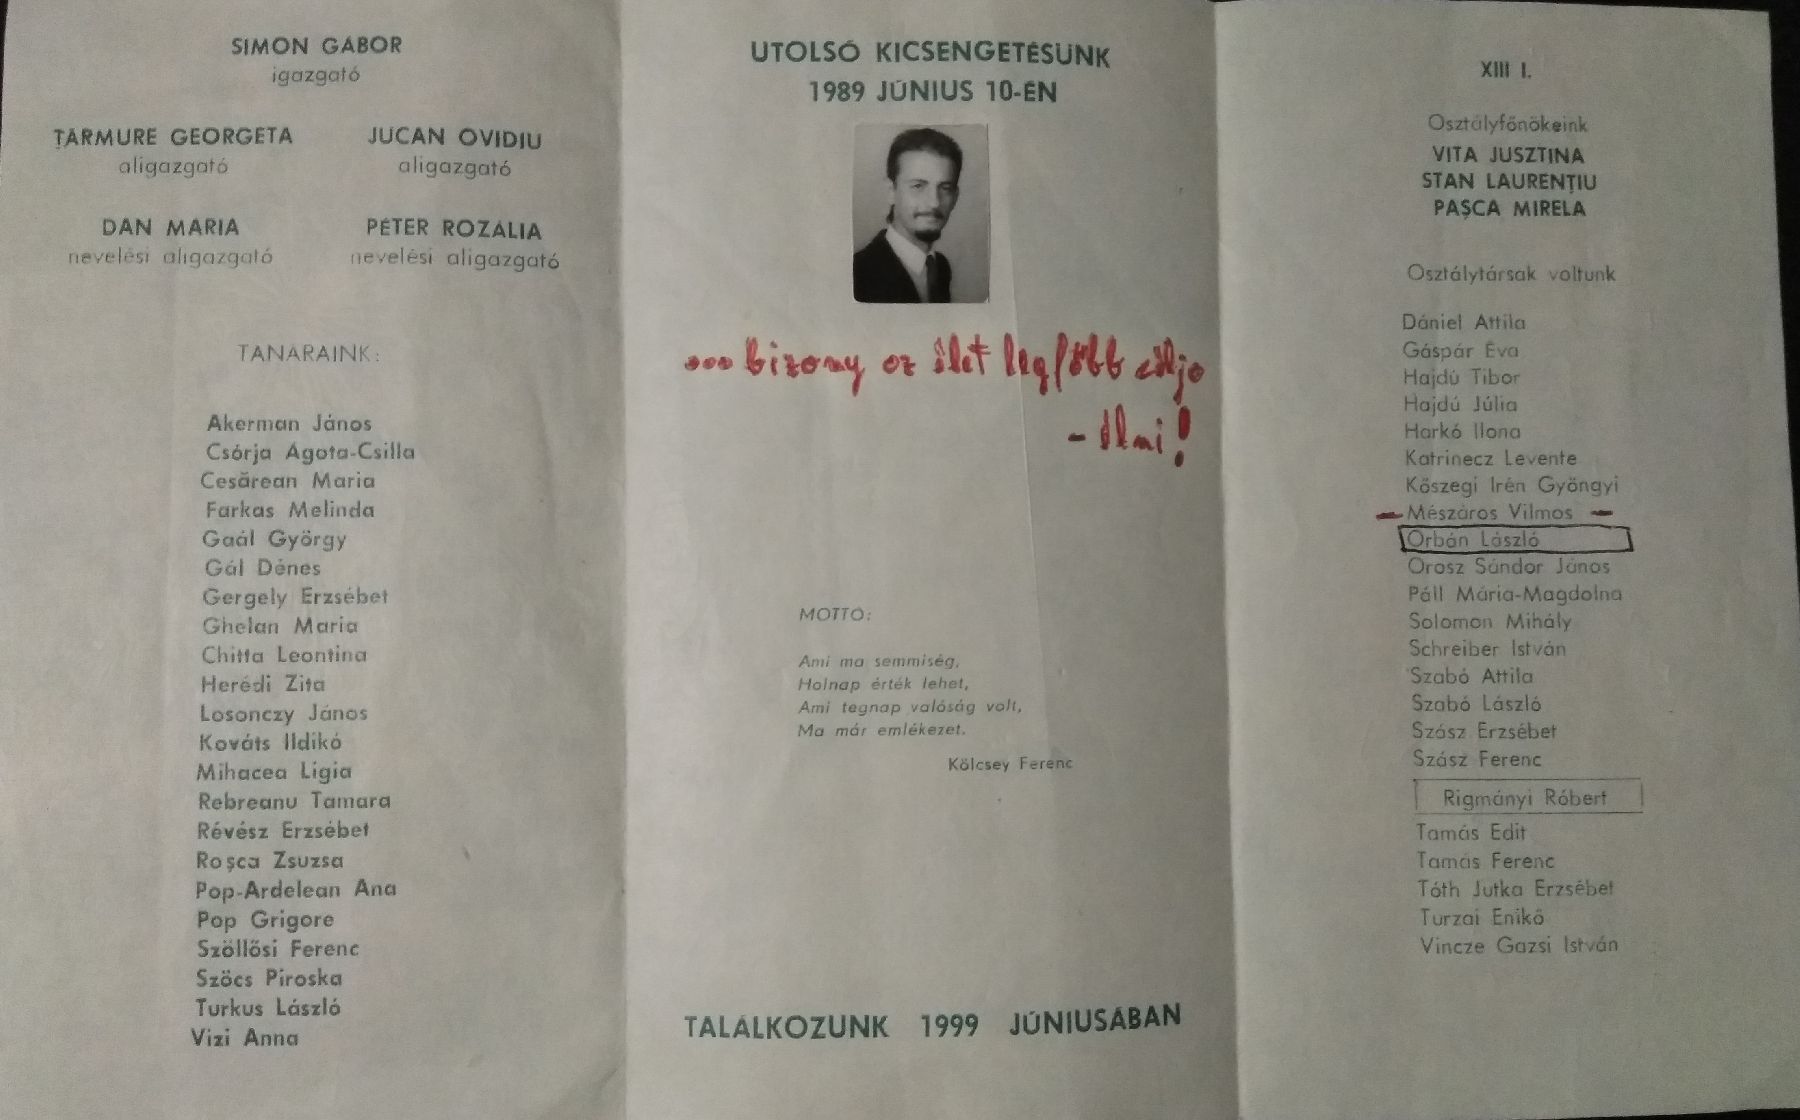 SIMON GÁBOR
igazgató
ȚĂRMURE GEORGETA JUCAN OVIDIU
aligazgató aligazgató
DAN MARIA PÉTER ROZÁLIA
nevelési aligazgató nevelési aligazgató
TANÁRAINK:
Akerman János
Csórja Ágota-Csilla
Cesărean Maria
Farkas Melinda
Gaál György
Gál Dénes
Gergely Erzsébet
Ghelan Maria
Chitta Leontina
Herédi Zita
Losonczy János
Kováts Ildikó
Mihacea Ligia
Rebreanu Tamara
Révész Erzsébet
Roșca Zsuzsa
Pop-Ardelean Ana
Pop Grigore
Szöllősi Ferenc
Szőcs Piroska
Turkus László
Vizi Anna
UTOLSÓ KICSENGETÉSÜNK
1989 JÚNIUS 10-ÉN
... bizony az élet legfőbb célja
- élni!
MOTTÓ:
Ami ma semmiség,
Holnap érték lehet,
Ami tegnap valóság volt,
Ma már emlékezet.
Kölcsey Ferenc
TALÁLKOZUNK 1999 JÚNIUSÁBAN
XIII I.
Osztályfőnökeink
VITA JUSZTINA
STAN LAURENȚIU
PAȘCA MIRELA
Osztálytársak voltunk
Dániel Attila
Gáspár Éva
Hajdú Tibor
Hajdú Júlia
Harkó Ilona
Katrinecz Levente
Kőszegi Irén Gyöngyi
Mészáros Vilmos
Orbán László
Orosz Sándor János
Páll Mária-Magdolna
Solomon Mihály
Schreiber István
Szabó Attila
Szabó László
Szász Erzsébet
Szász Ferenc
Rigmányi Róbert
Tamás Edit
Tamás Ferenc
Tóth Jutka Erzsébet
Turzai Enikő
Vincze Gazsi István